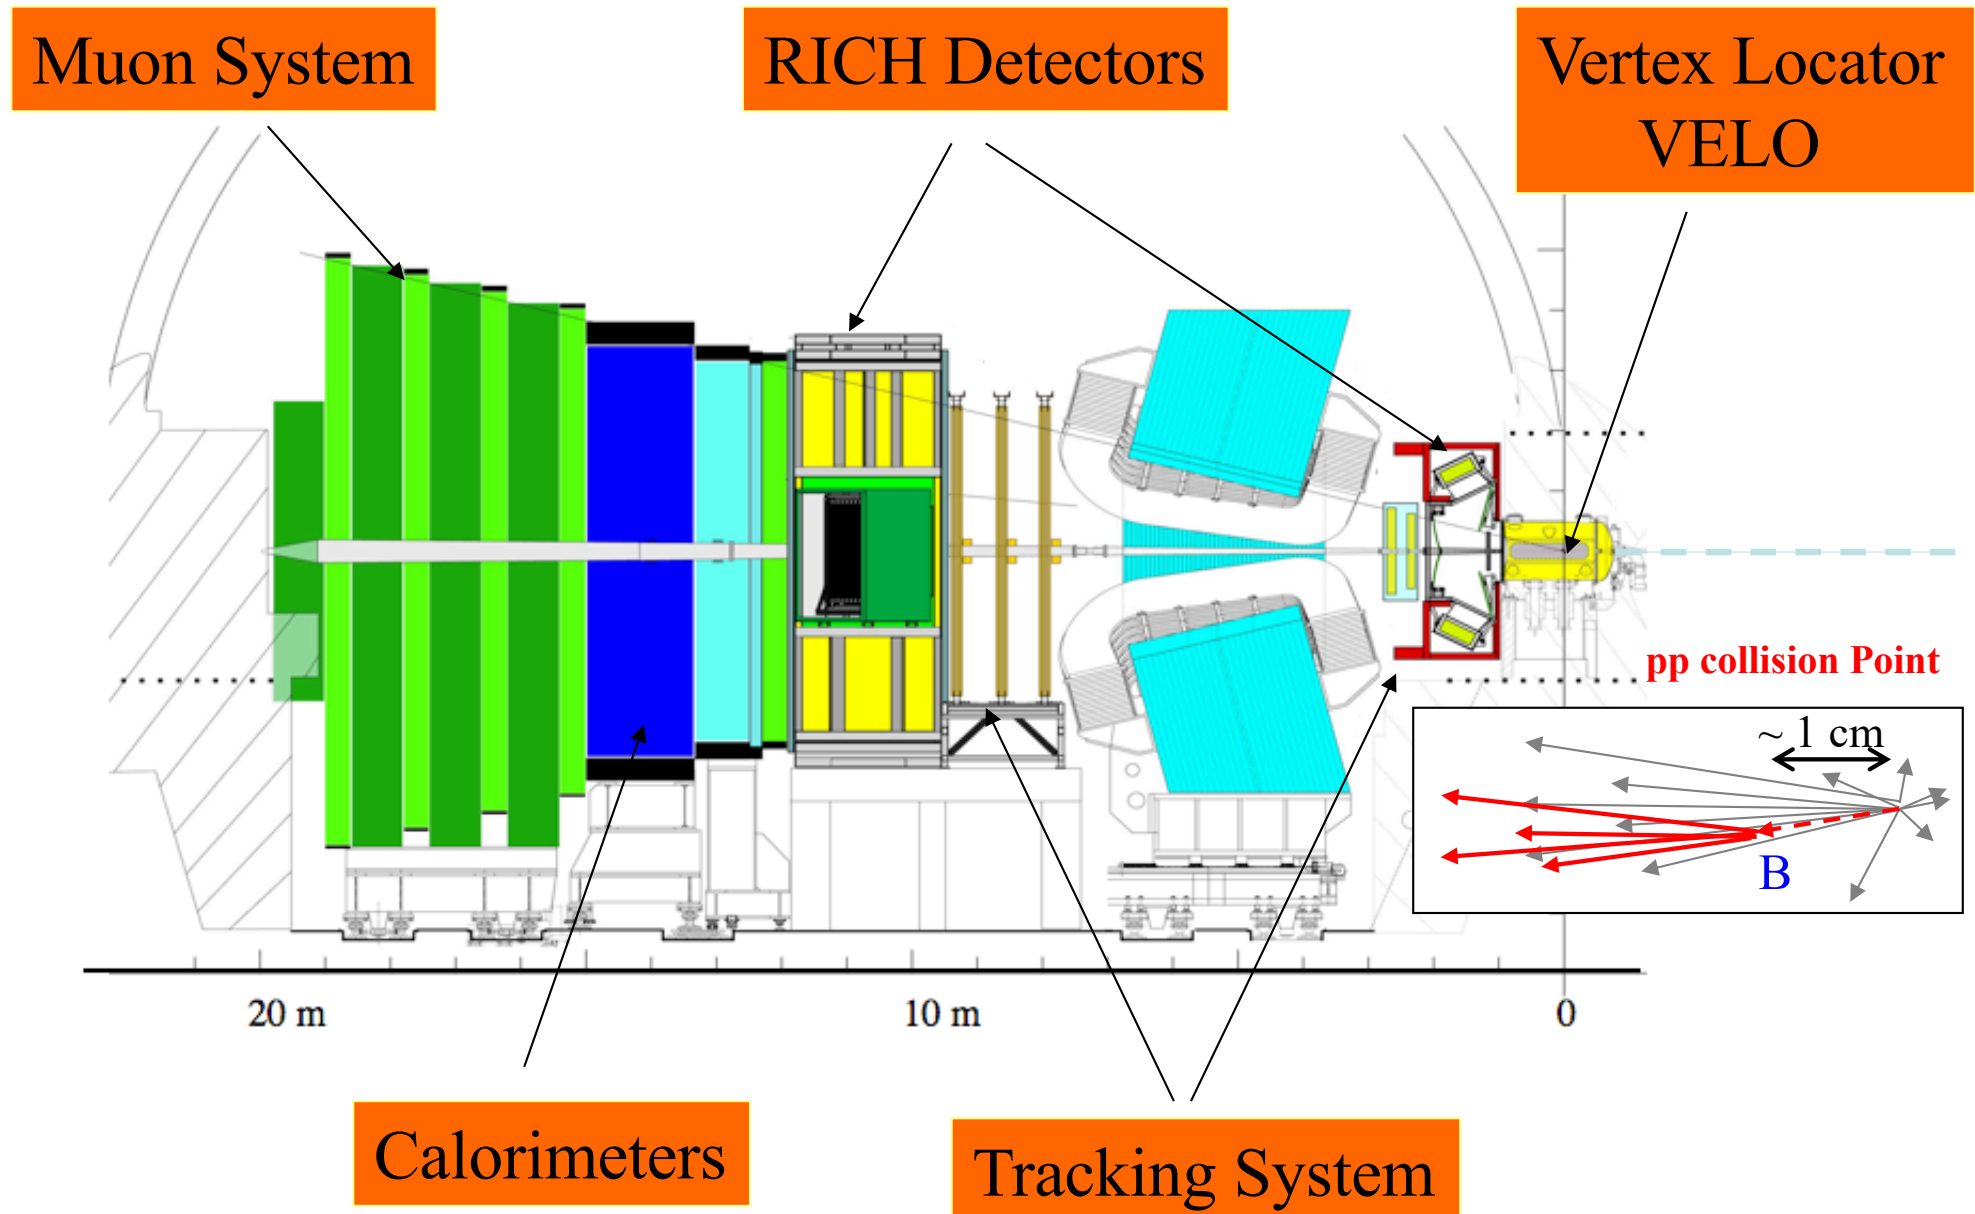 Muon System
RICH Detectors
Vertex Locator
VELO
pp collision Point
~ 1 cm
B
20 m
10 m
0
Calorimeters
Tracking System